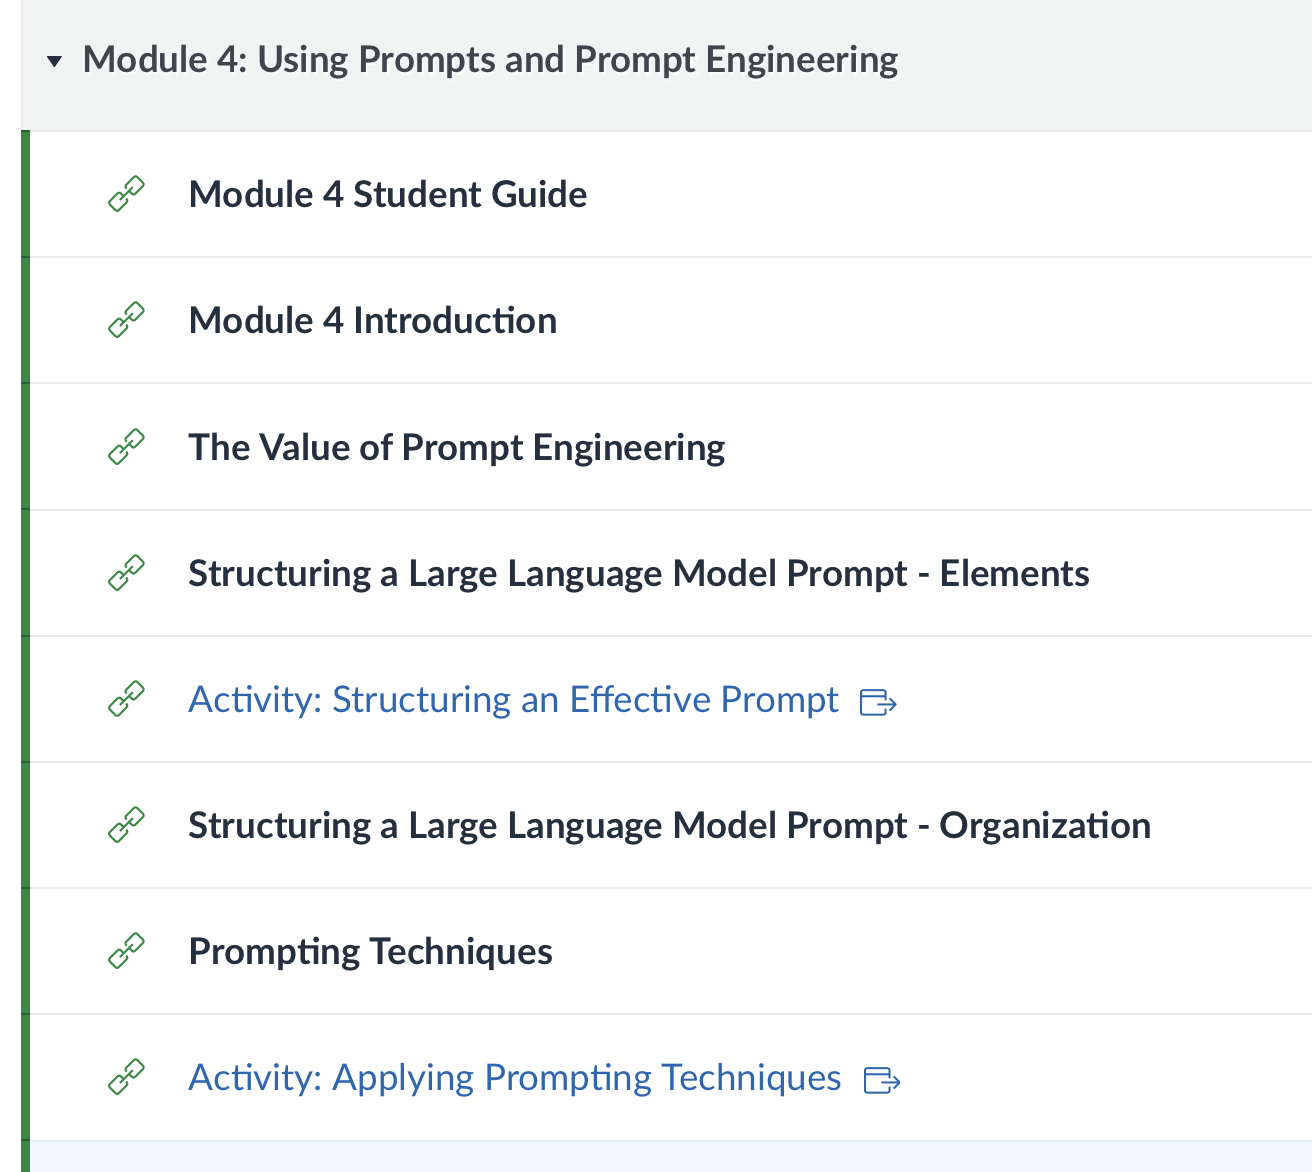 Module 4: Using Prompts and Prompt Engineering
Module 4 Student Guide
Module 4 Introduction
The Value of Prompt Engineering
Structuring a Large Language Model Prompt - Elements
Activity: Structuring an Effective Prompt
Structuring a Large Language Model Prompt - Organization
Prompting Techniques
Activity: Applying Prompting Techniques